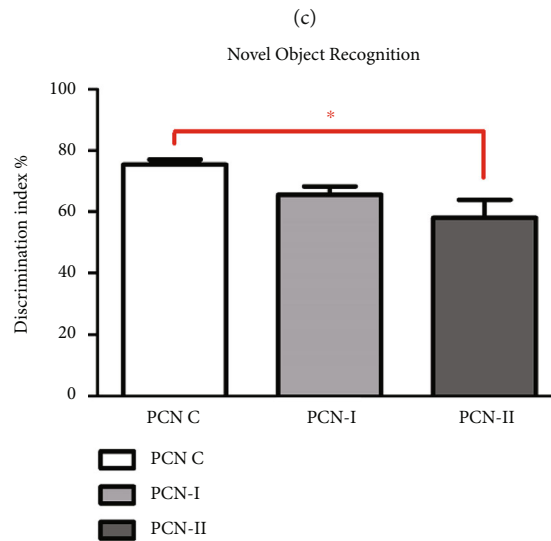 (c)
Novel Object Recognition
Discrimination index %
100
80
60
40
20
0
*
PCN C PCN-I PCN-II
PCN C
PCN-I
PCN-II